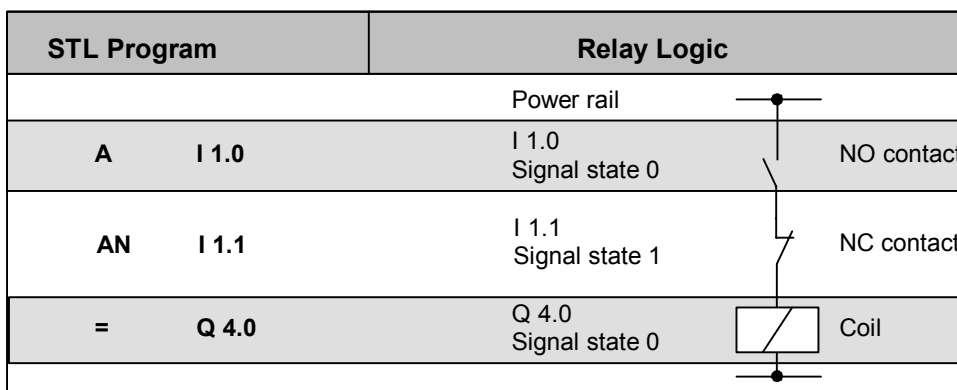 STL Program Relay Logic
Power rail
A I 1.0 I 1.0 NO contact
Signal state 0
AN I 1.1 I 1.1 NC contact
Signal state 1
= Q 4.0 Q 4.0 Coil
Signal state 0